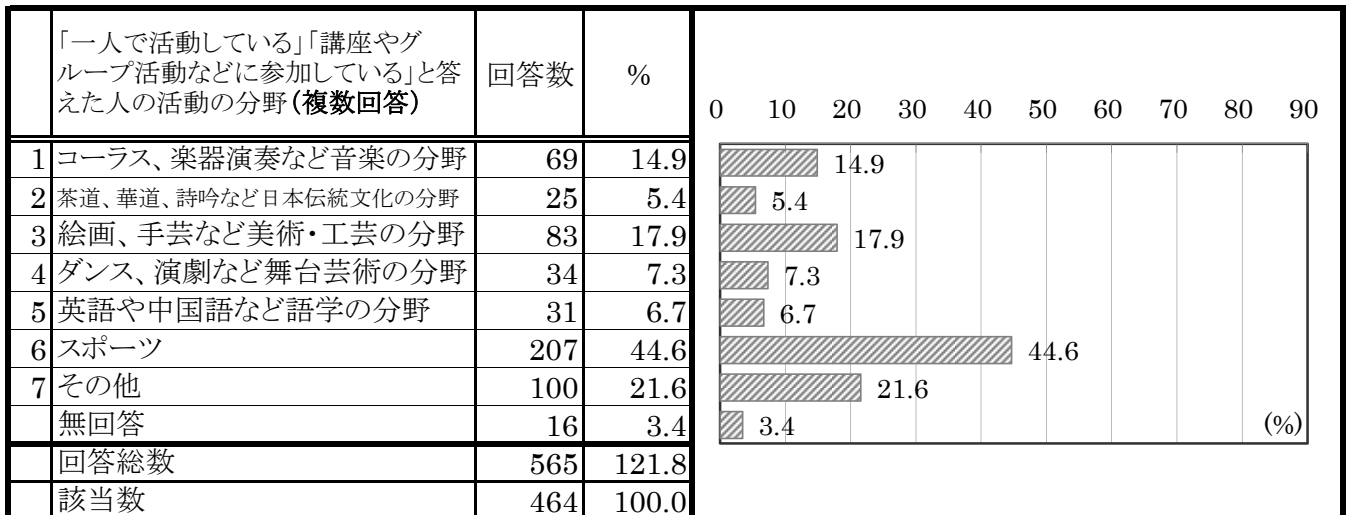 「一人で活動している」「講座やグ
ループ活動などに参加している」と答
えた人の活動の分野(複数回答)
回答数 %
0 10 20 30 40 50 60 70 80 90
1 コーラス、楽器演奏など音楽の分野 69 14.9 14.9
2 茶道、華道、詩吟など日本伝統文化の分野 25 5.4 5.4
3 絵画、手芸など美術・工芸の分野 83 17.9 17.9
4 ダンス、演劇など舞台芸術の分野 34 7.3 7.3
5 英語や中国語など語学の分野 31 6.7 6.7
6 スポーツ 207 44.6 44.6
7 その他 100 21.6 21.6
無回答 16 3.4 3.4 (%)
回答総数 565 121.8
該当数 464 100.0